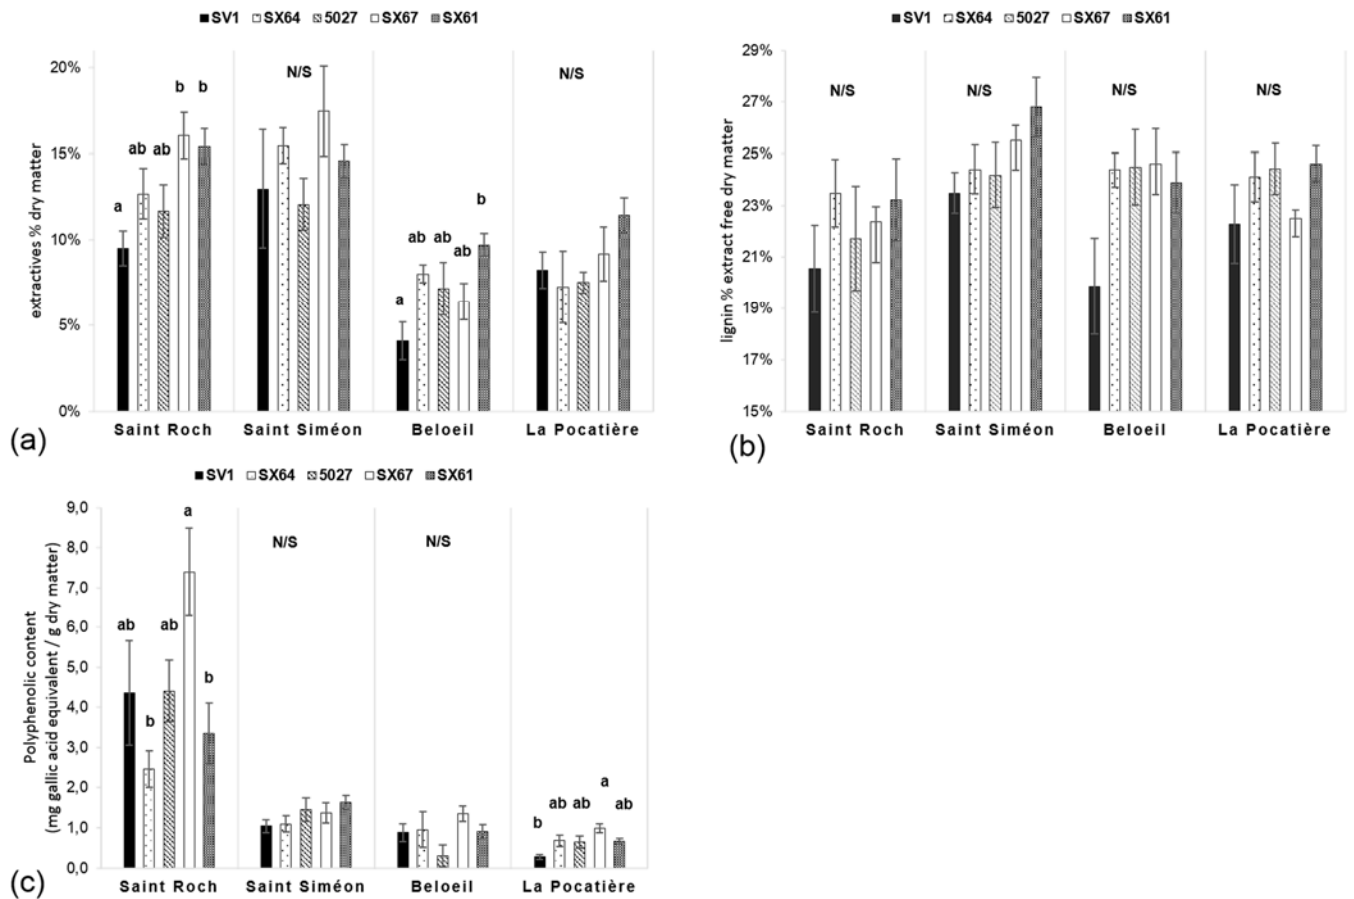 SV1 SX64 5027 SX67 SX61
extractives % dry matter
20%
15%
10%
5%
0%
a ab ab b b
N/S
a ab ab ab b
N/S
Saint Roch Saint Siméon Beloeil La Pocatière
(a)
SV1 SX64 5027 SX67 SX61
lignin % extract free dry matter
29%
27%
25%
23%
21%
19%
17%
15%
N/S N/S N/S N/S
Saint Roch Saint Siméon Beloeil La Pocatière
(b)
SV1 SX64 5027 SX67 SX61
Polyphenolic content
(mg gallic acid equivalent / g dry matter)
9,0
8,0
7,0
6,0
5,0
4,0
3,0
2,0
1,0
0,0
ab b ab a b
N/S
N/S
b ab ab a ab
Saint Roch Saint Siméon Beloeil La Pocatière
(c)